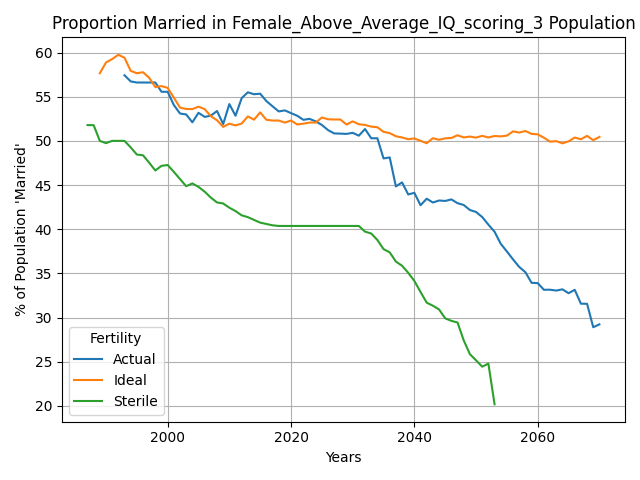 Proportion Married in Female_Above_Average_IQ_scoring_3 Population
% of Population 'Married'
60
55
50
45
40
35
30
25
20
Fertility
Actual
Ideal
Sterile
2000
2020
2040
2060
Years